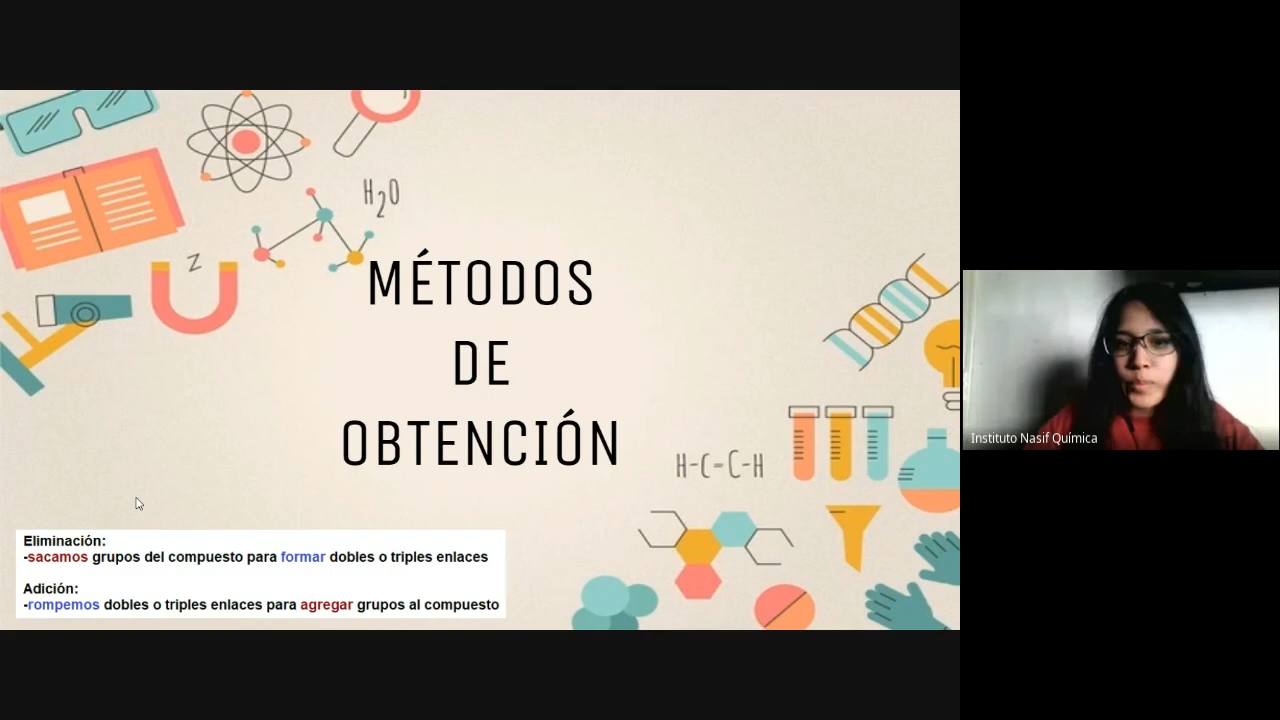 H2O
Z
MÉTODOS
DE
OBTENCIÓN
H-C=C-H
Eliminación:
-sacamos grupos del compuesto para formar dobles o triples enlaces
Adición:
-rompemos dobles o triples enlaces para agregar grupos al compuesto
Instituto Nasif Química